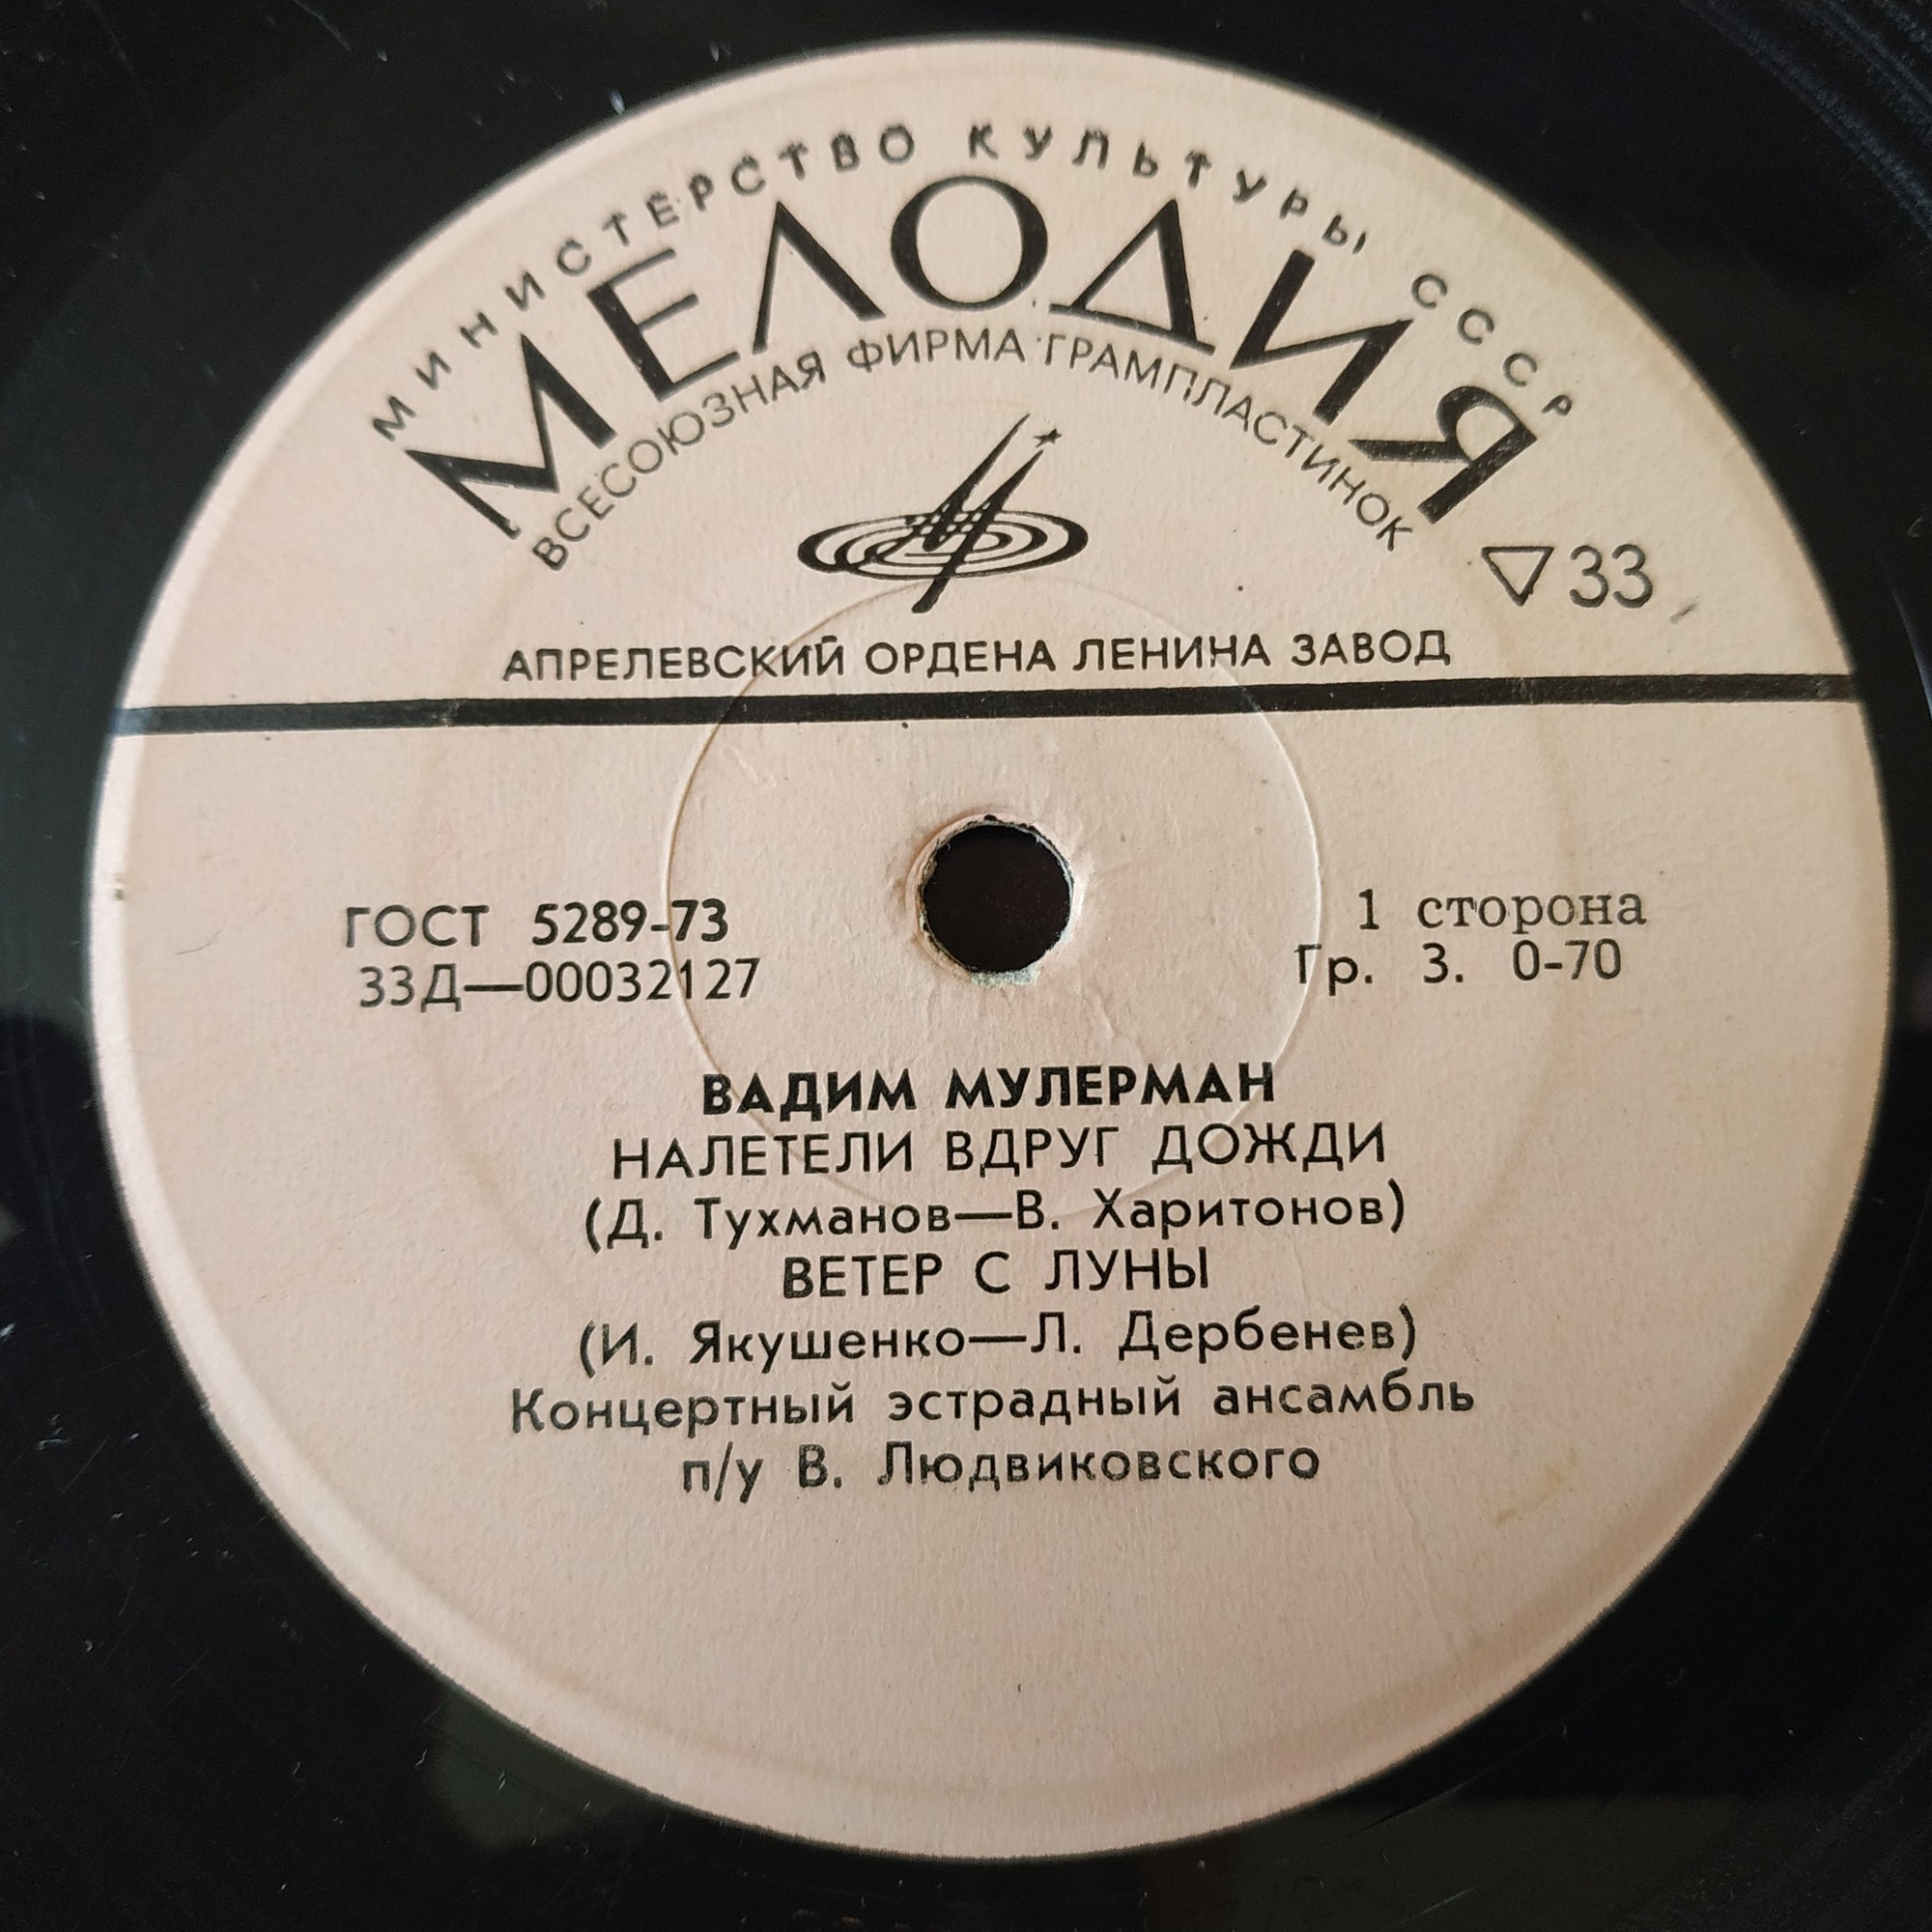 МИНИСТЕРСТВО КУЛЬТУРЫ СССР
МЕЛОДИЯ
ВСЕСОЮЗНАЯ ФИРМА ГРАМПЛАСТИНОК
33
АПРЕЛЕВСКИЙ ОРДЕНА ЛЕНИНА ЗАВОД
ГОСТ 5289-73
33Д—00032127
1 сторона
Гр. 3. 0-70
ВАДИМ МУЛЕРМАН
НАЛЕТЕЛИ ВДРУГ ДОЖДИ
(Д. Тухманов—В. Харитонов)
ВЕТЕР С ЛУНЫ
(И. Якушенко—Л. Дербенев)
Концертный эстрадный ансамбль
п/у В. Людвиковского